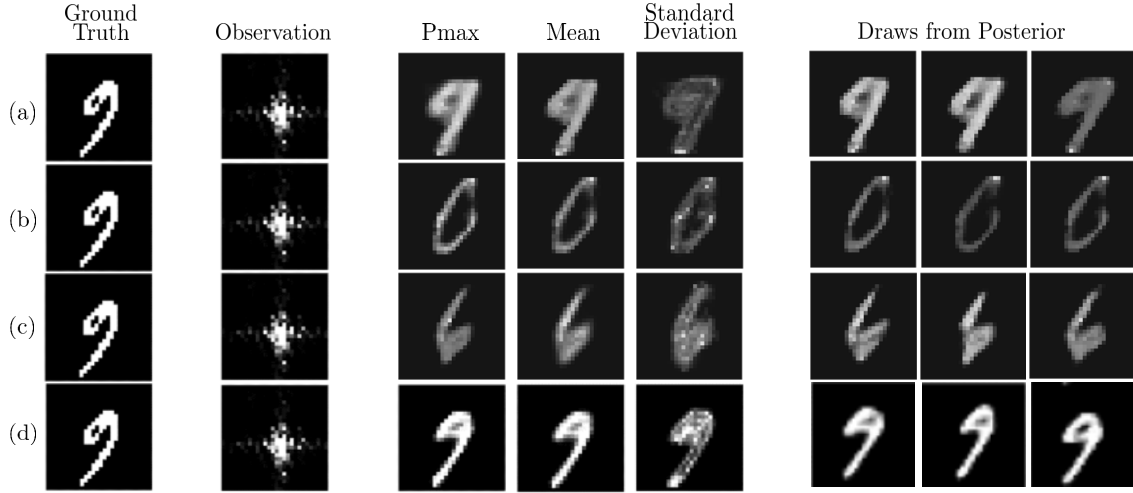 Ground
Truth
Observation
Pmax
Mean
Standard
Deviation
Draws from Posterior
(a)
(b)
(c)
(d)